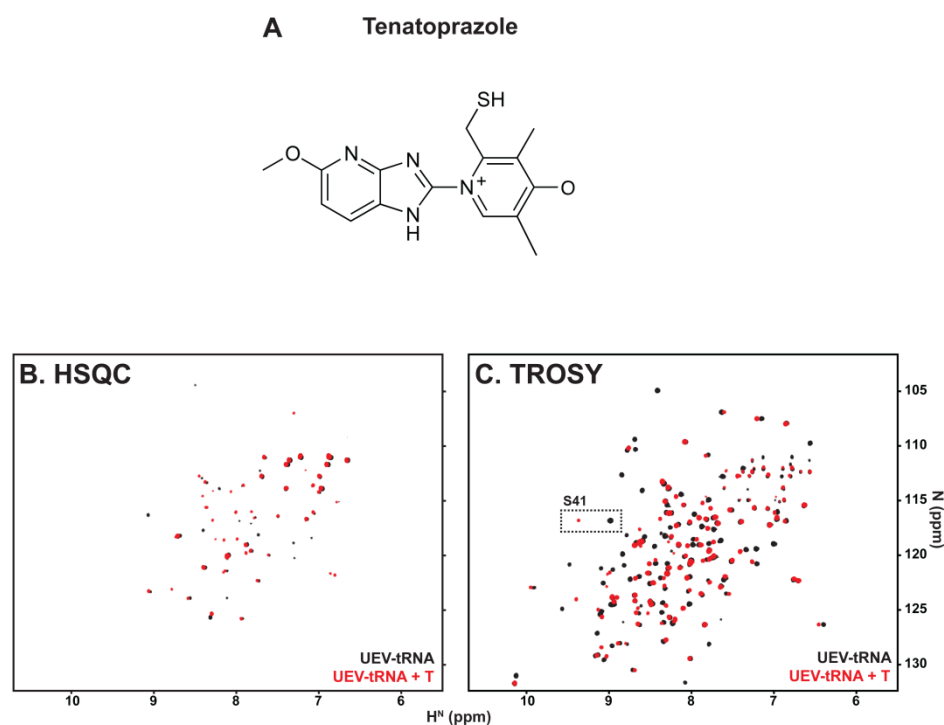 A Tenatoprazole
SH
O
N
N
N+
O
N
H
B. HSQC
C. TROSY
105
110
S41
115
120
125
130
N (ppm)
UEV-tRNA
UEV-tRNA + T
UEV-tRNA
UEV-tRNA + T
10 9 8 7 6
10 9 8 7 6
Hᴺ (ppm)